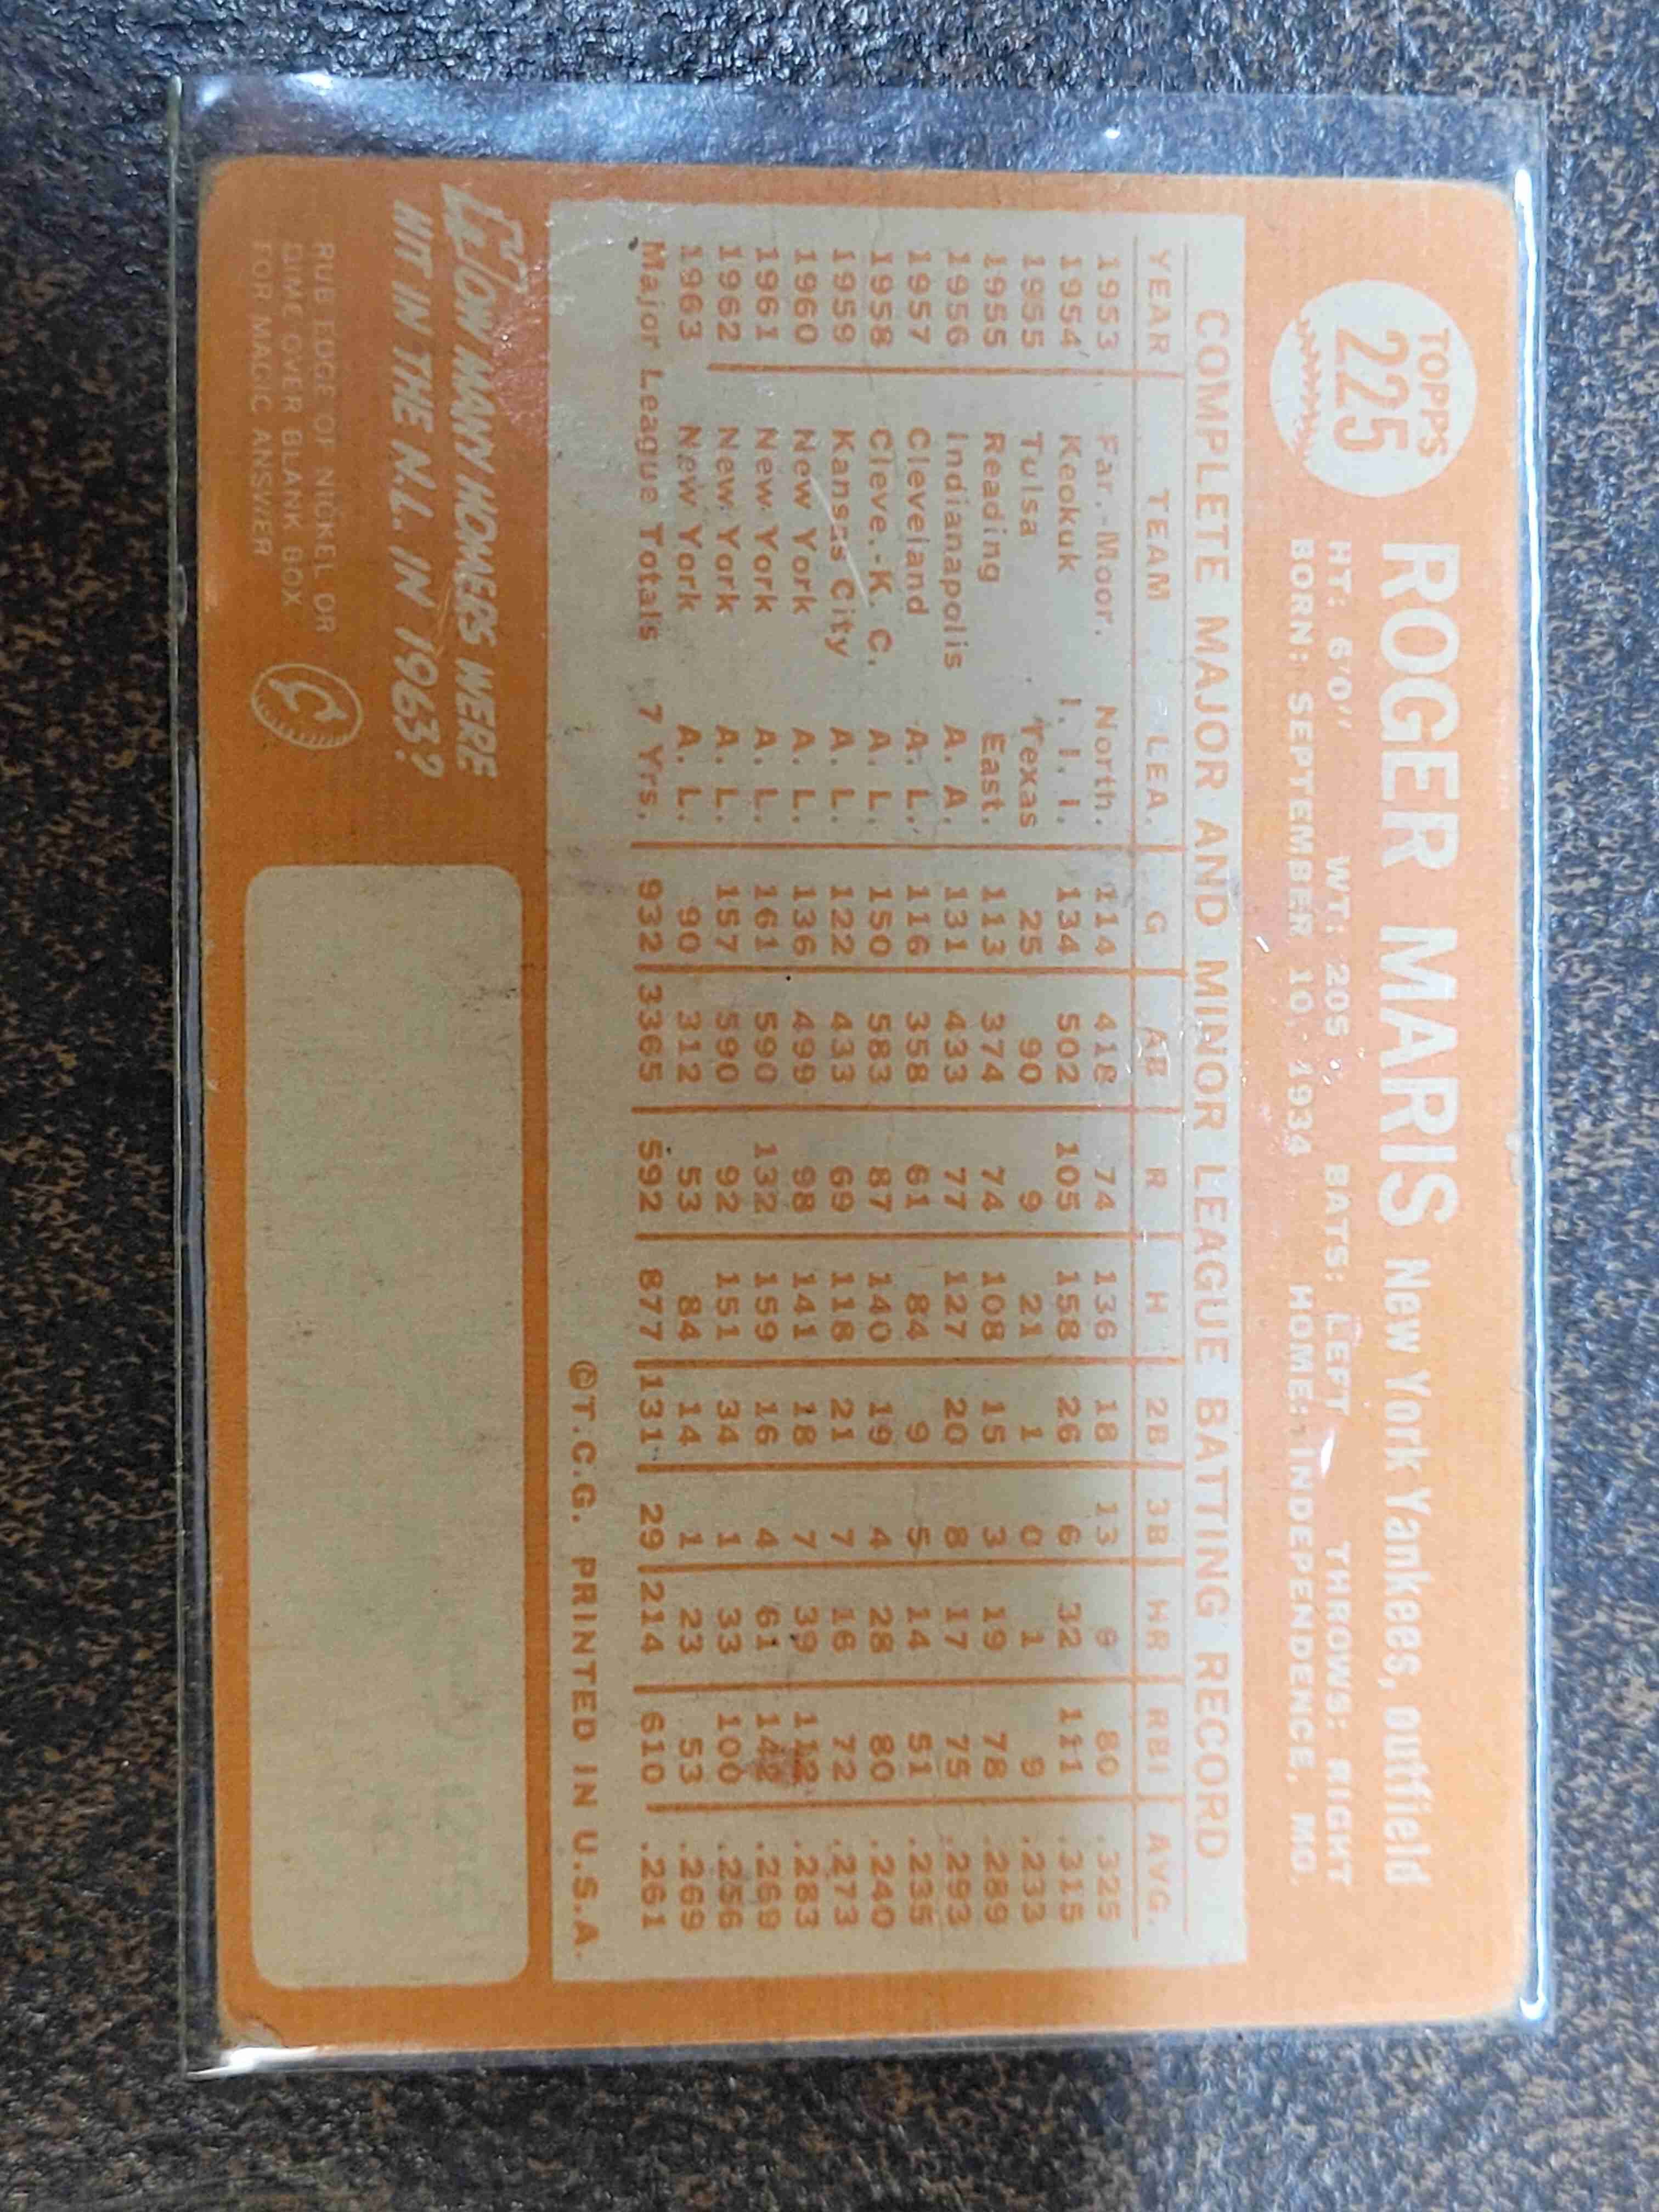 TOPPS
225
ROGER MARIS New York Yankees, outfield
HT: 6'0" WT: 205 BATS: LEFT THROWS: RIGHT
BORN: SEPTEMBER 10, 1934 HOME: INDEPENDENCE, MO.
COMPLETE MAJOR AND MINOR LEAGUE BATTING RECORD
YEAR TEAM LEA. G AB R H 2B 3B HR RBI AVG.
1953 Far.-Moor. North. 114 418 74 136 18 13 9 80 .325
1954 Keokuk I. I. I. 134 502 105 158 26 6 32 111 .315
1955 Tulsa Texas 25 90 9 21 1 0 1 9 .233
1955 Reading East. 113 374 74 108 15 3 19 78 .289
1956 Indianapolis A. A. 131 433 77 127 20 8 17 75 .293
1957 Cleveland A. L. 116 358 61 84 9 5 14 51 .235
1958 Cleve.-K. C. A. L. 150 583 87 140 19 4 28 80 .240
1959 Kansas City A. L. 122 433 69 118 21 7 16 72 .273
1960 New York A. L. 136 499 98 141 18 7 39 112 .283
1961 New York A. L. 161 590 132 159 16 4 61 142 .269
1962 New York A. L. 157 590 92 151 34 1 33 100 .256
1963 New York A. L. 90 312 53 84 14 1 23 53 .269
Major League Totals 7 Yrs. 932 3365 592 877 131 29 214 610 .261
©T.C.G. PRINTED IN U.S.A.
HOW MANY HOMERS WERE
HIT IN THE N.L. IN 1963?
RUB EDGE OF NICKEL OR
DIME OVER BLANK BOX
FOR MAGIC ANSWER